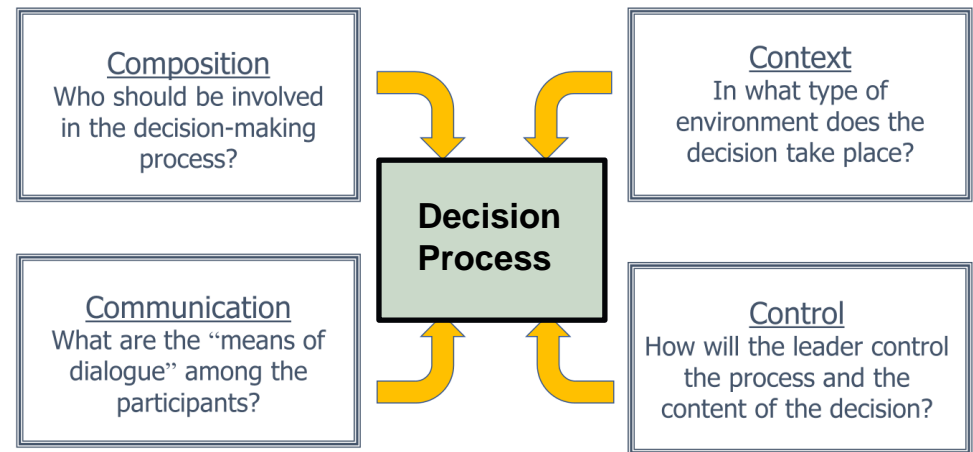 Composition
Who should be involved
in the decision-making
process?
Context
In what type of
environment does the
decision take place?
Decision
Process
Communication
What are the “means of
dialogue” among the
participants?
Control
How will the leader control
the process and the
content of the decision?